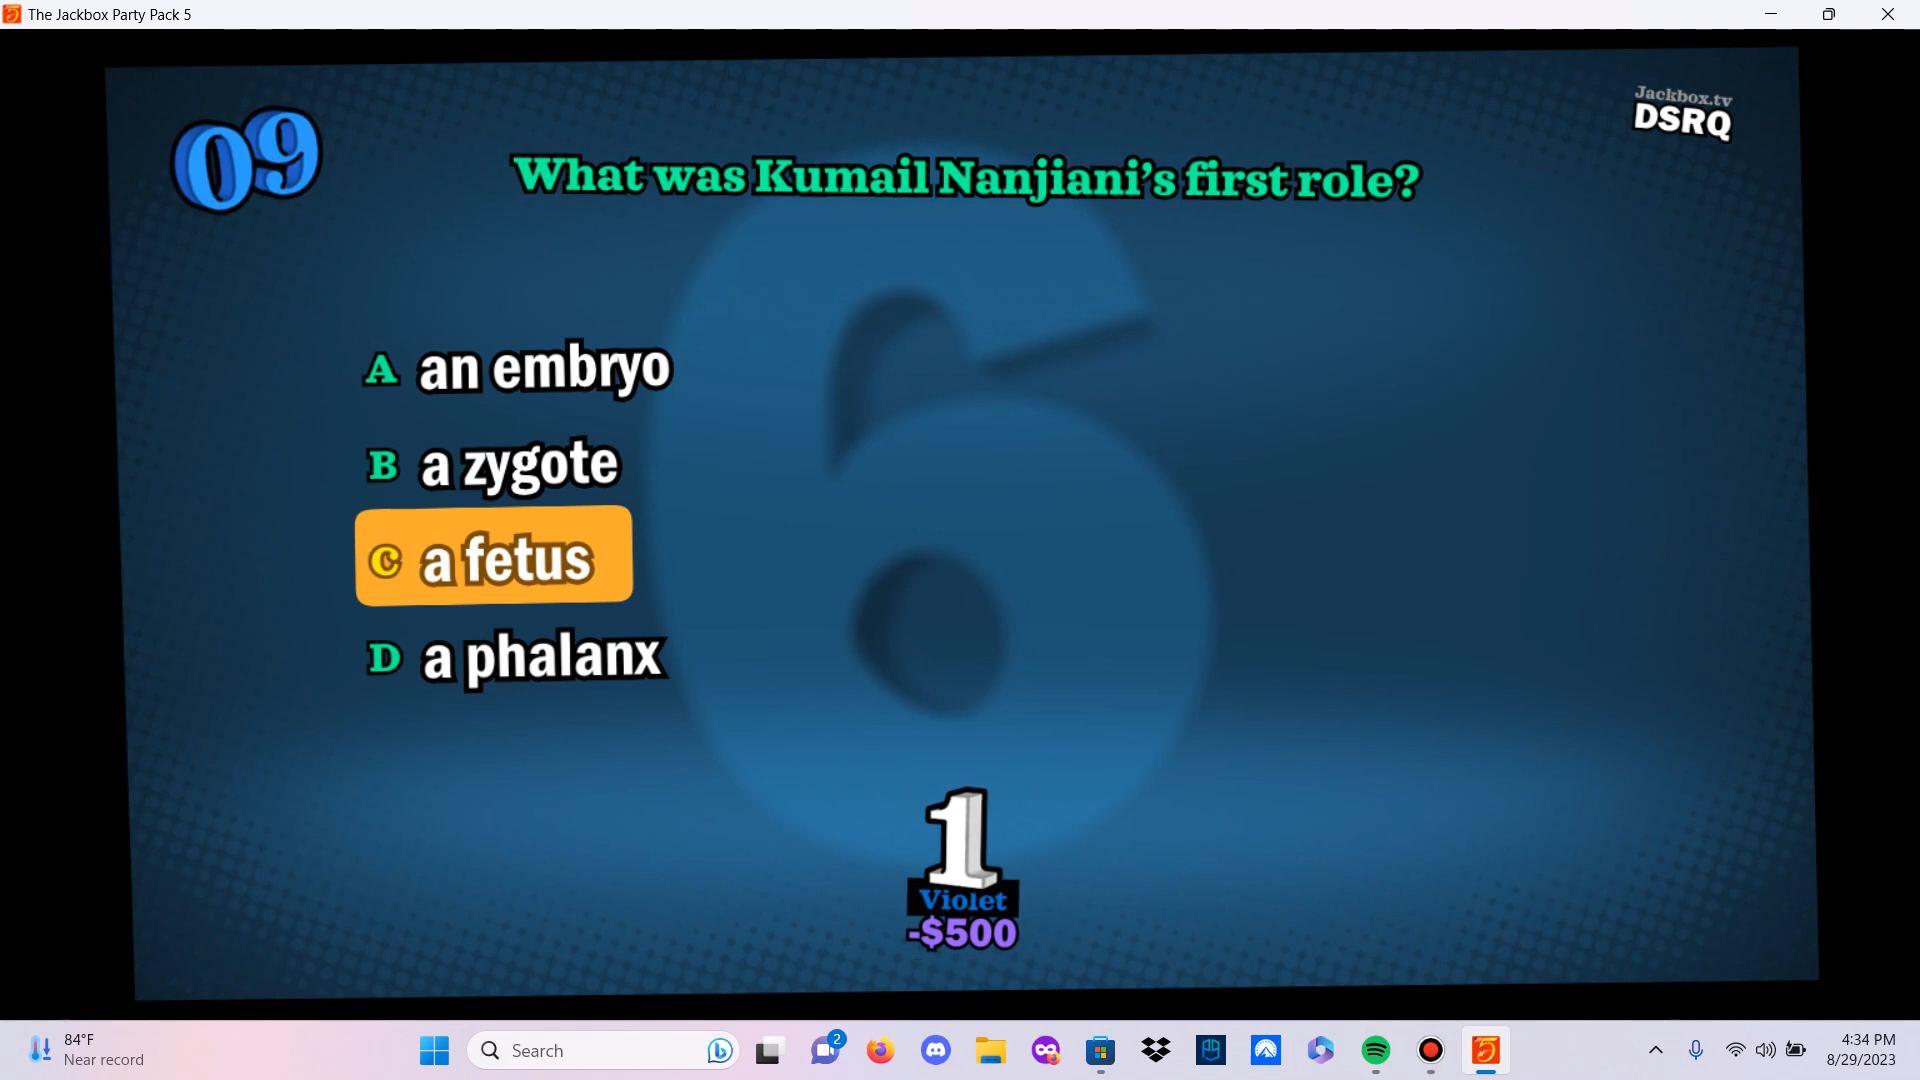 The Jackbox Party Pack 5
09
Jackbox.tv
DSRQ
What was Kumail Nanjiani's first role?
6
A an embryo
B a zygote
C a fetus
D a phalanx
1
Violet
-$500
84°F
Near record
Search
2
4:34 PM
8/29/2023